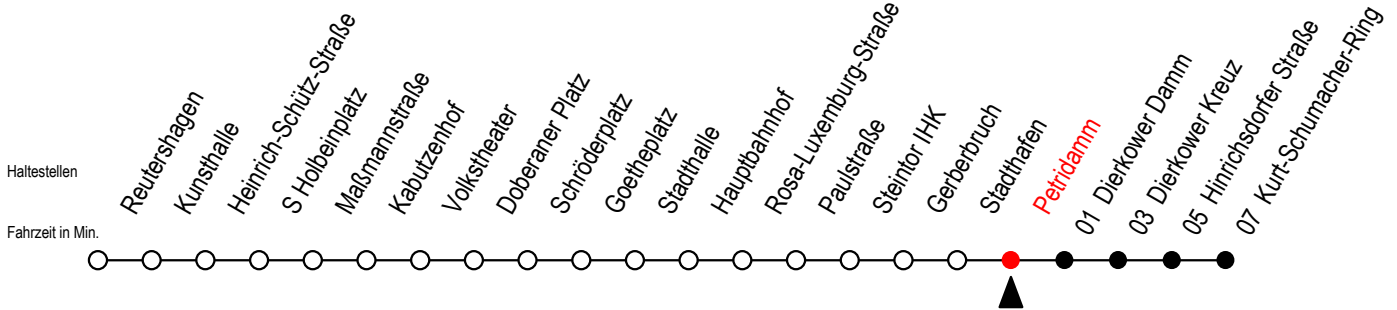 Haltestellen
Fahrzeit in Min.
Reutershagen
Kunsthalle
Heinrich-Schütz-Straße
S Holbeinplatz
Maßmannstraße
Kabutzenhof
Volkstheater
Doberaner Platz
Schröderplatz
Goetheplatz
Stadthalle
Hauptbahnhof
Rosa-Luxemburg-Straße
Paulstraße
Steintor IHK
Gerberbruch
Stadthafen
Petridamm
01 Dierkower Damm
03 Dierkower Kreuz
05 Hinrichsdorfer Straße
07 Kurt-Schumacher-Ring